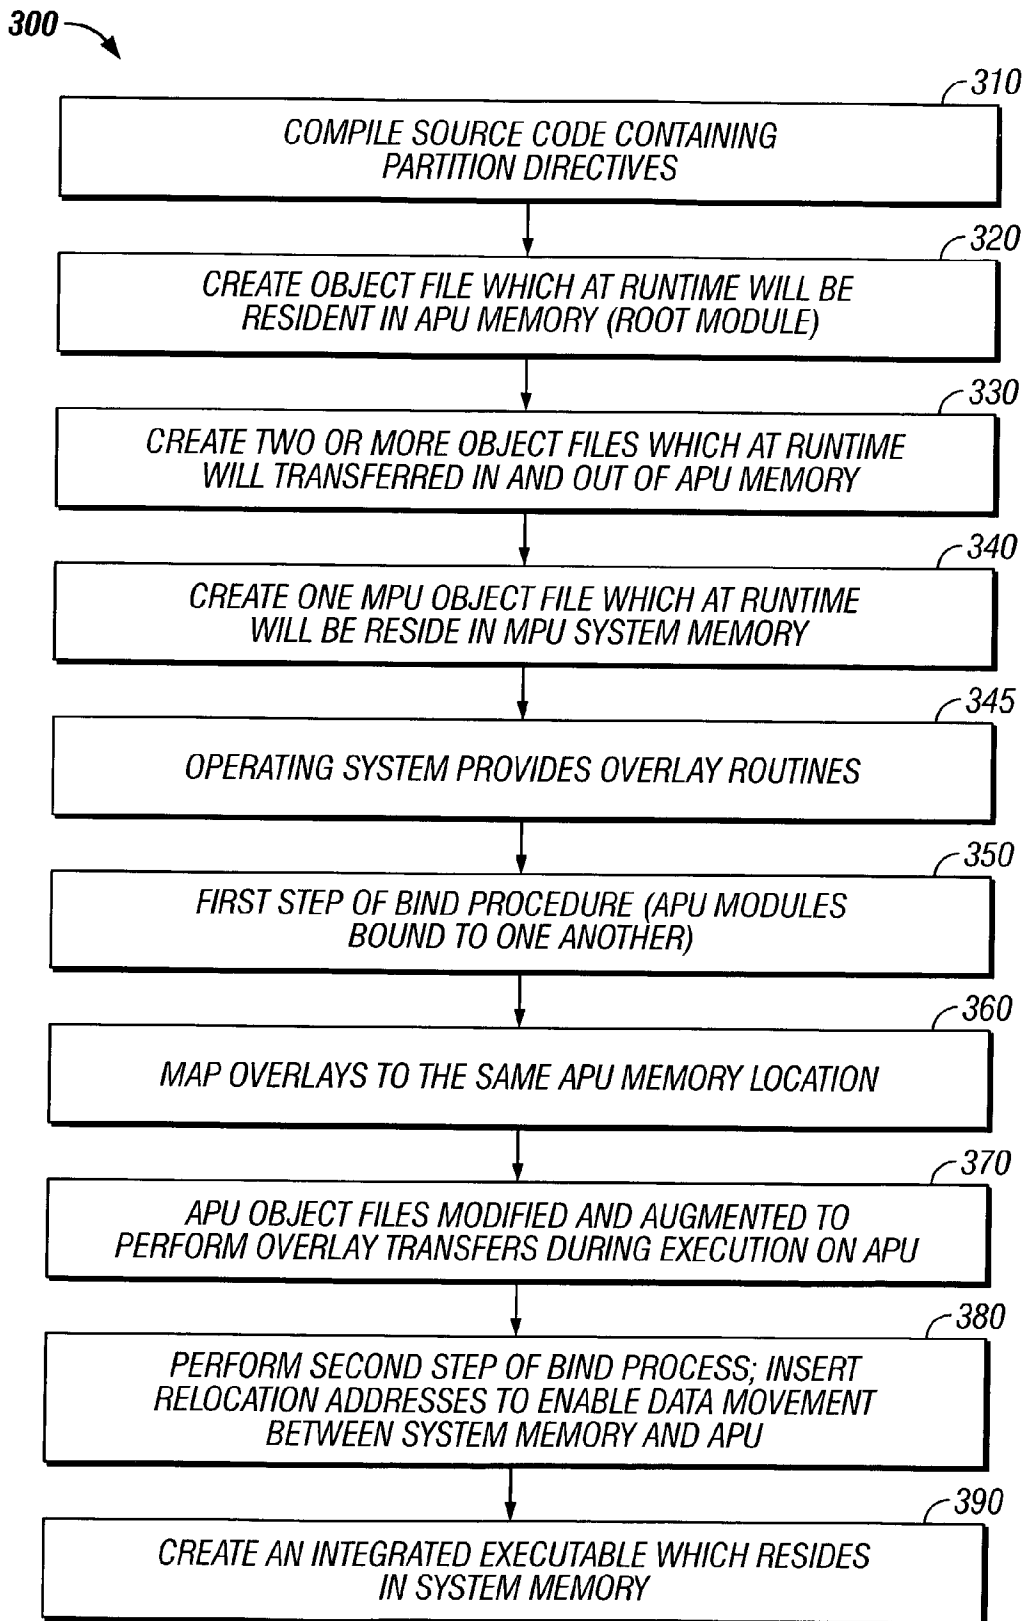 300
310
COMPILE SOURCE CODE CONTAINING
PARTITION DIRECTIVES
320
CREATE OBJECT FILE WHICH AT RUNTIME WILL BE
RESIDENT IN APU MEMORY (ROOT MODULE)
330
CREATE TWO OR MORE OBJECT FILES WHICH AT RUNTIME
WILL TRANSFERRED IN AND OUT OF APU MEMORY
340
CREATE ONE MPU OBJECT FILE WHICH AT RUNTIME
WILL BE RESIDE IN MPU SYSTEM MEMORY
345
OPERATING SYSTEM PROVIDES OVERLAY ROUTINES
350
FIRST STEP OF BIND PROCEDURE (APU MODULES
BOUND TO ONE ANOTHER)
360
MAP OVERLAYS TO THE SAME APU MEMORY LOCATION
370
APU OBJECT FILES MODIFIED AND AUGMENTED TO
PERFORM OVERLAY TRANSFERS DURING EXECUTION ON APU
380
PERFORM SECOND STEP OF BIND PROCESS; INSERT
RELOCATION ADDRESSES TO ENABLE DATA MOVEMENT
BETWEEN SYSTEM MEMORY AND APU
390
CREATE AN INTEGRATED EXECUTABLE WHICH RESIDES
IN SYSTEM MEMORY